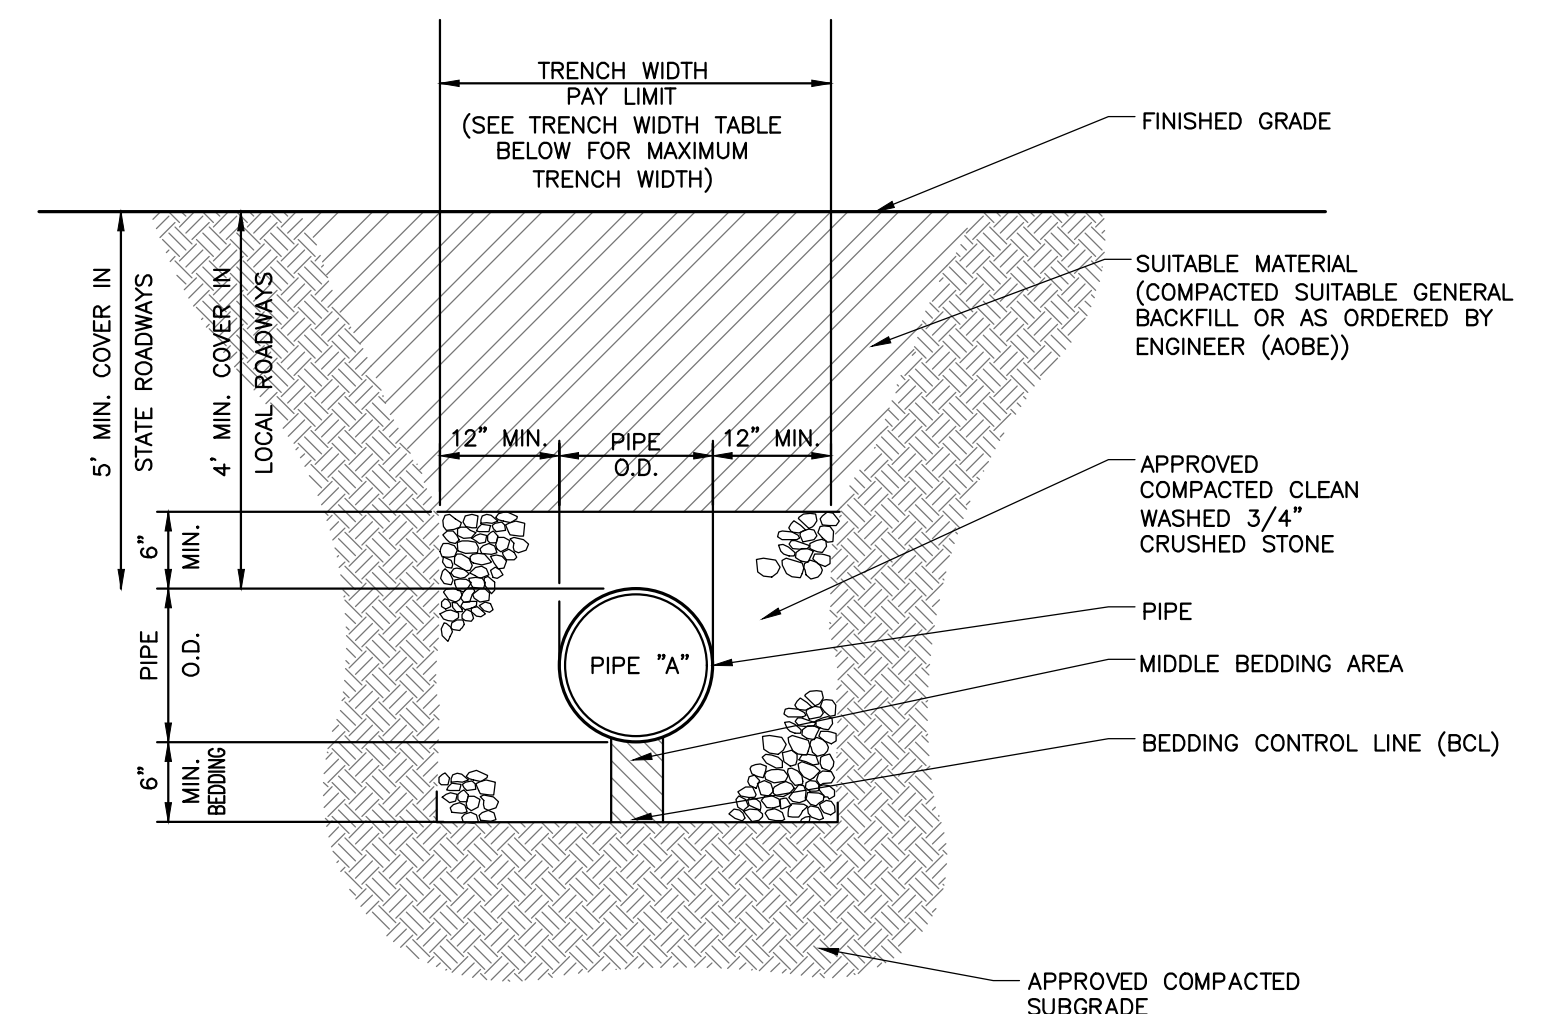 TRENCH WIDTH
PAY LIMIT
(SEE TRENCH WIDTH TABLE
BELOW FOR MAXIMUM
TRENCH WIDTH)
FINISHED GRADE
SUITABLE MATERIAL
(COMPACTED SUITABLE GENERAL
BACKFILL OR AS ORDERED BY
ENGINEER (AOBE))
5' MIN. COVER IN
STATE ROADWAYS
4' MIN. COVER IN
LOCAL ROADWAYS
12" MIN.
PIPE
O.D.
12" MIN.
APPROVED
COMPACTED CLEAN
WASHED 3/4"
CRUSHED STONE
6"
MIN.
PIPE
O.D.
PIPE "A"
PIPE
MIDDLE BEDDING AREA
BEDDING CONTROL LINE (BCL)
6"
MIN.
BEDDING
APPROVED COMPACTED
SUBGRADE